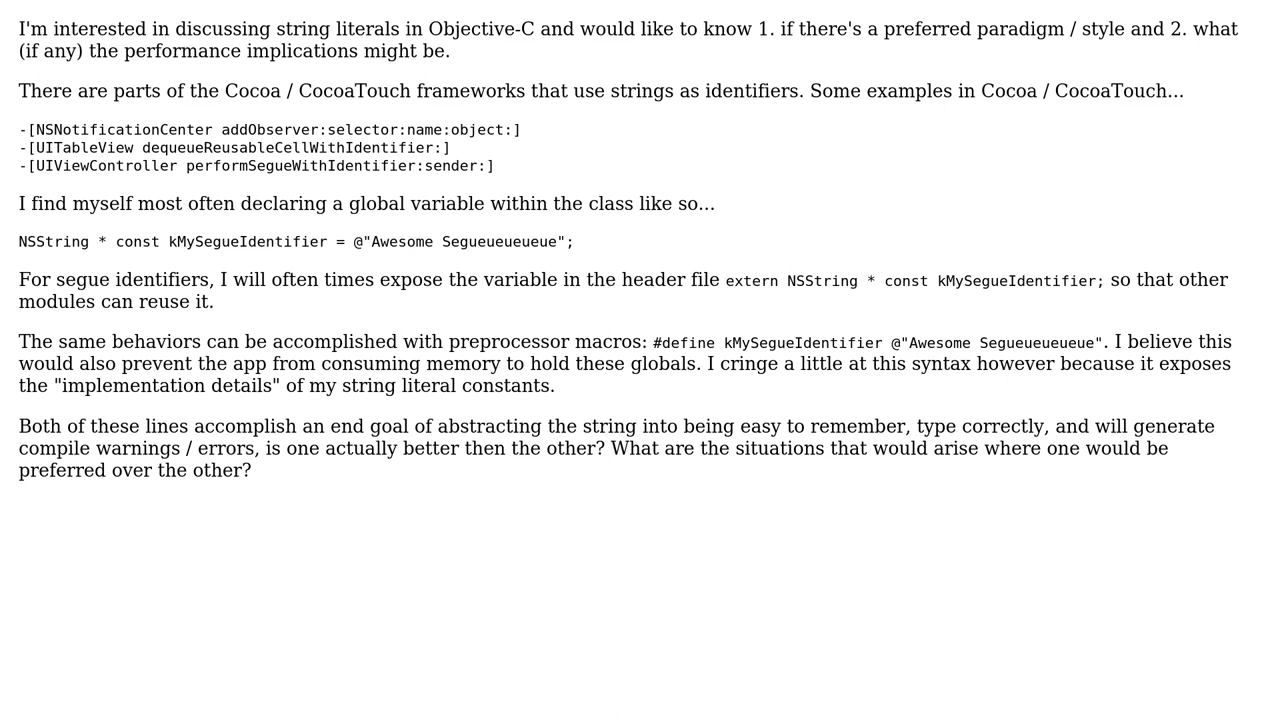 I'm interested in discussing string literals in Objective-C and would like to know 1. if there's a preferred paradigm / style and 2. what
(if any) the performance implications might be.
There are parts of the Cocoa / CocoaTouch frameworks that use strings as identifiers. Some examples in Cocoa / CocoaTouch...
-[NSNotificationCenter addObserver:selector:name:object:]
-[UITableView dequeueReusableCellWithIdentifier:]
-[UIViewController performSegueWithIdentifier:sender:]
I find myself most often declaring a global variable within the class like so...
NSString * const kMySegueIdentifier = @"Awesome Segueueueueue";
For segue identifiers, I will often times expose the variable in the header file extern NSString * const kMySegueIdentifier; so that other
modules can reuse it.
The same behaviors can be accomplished with preprocessor macros: #define kMySegueIdentifier @"Awesome Segueueueueue". I believe this
would also prevent the app from consuming memory to hold these globals. I cringe a little at this syntax however because it exposes
the "implementation details" of my string literal constants.
Both of these lines accomplish an end goal of abstracting the string into being easy to remember, type correctly, and will generate
compile warnings / errors, is one actually better then the other? What are the situations that would arise where one would be
preferred over the other?